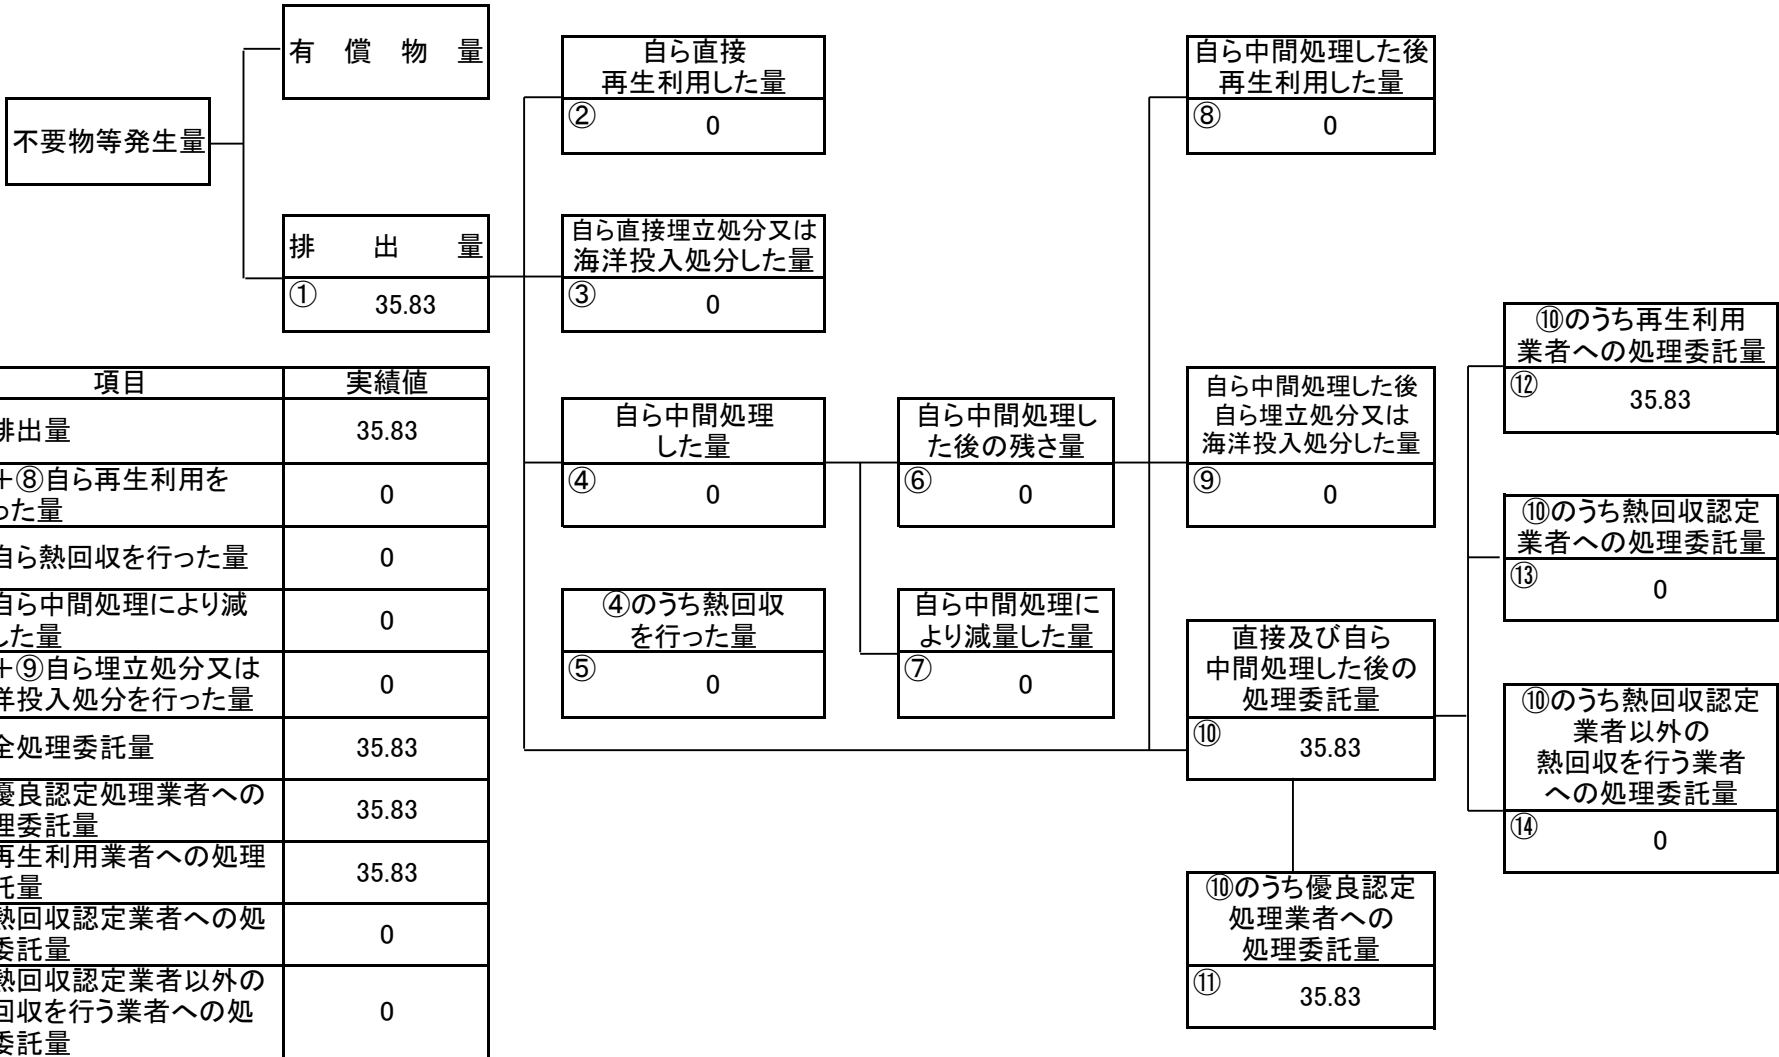 不要物等発生量
有償物量
排出量
① 35.83
自ら直接
再生利用した量
② 0
自ら直接埋立処分又は
海洋投入処分した量
③ 0
自ら中間処理
した量
④ 0
④のうち熱回収
を行った量
⑤ 0
自ら中間処理し
た後の残さ量
⑥ 0
自ら中間処理に
より減量した量
⑦ 0
自ら中間処理した後
再生利用した量
⑧ 0
自ら中間処理した後
自ら埋立処分又は
海洋投入処分した量
⑨ 0
直接及び自ら
中間処理した後の
処理委託量
⑩ 35.83
⑩のうち優良認定
処理業者への
処理委託量
⑪ 35.83
⑩のうち再生利用
業者への処理委託量
⑫ 35.83
⑩のうち熱回収認定
業者への処理委託量
⑬ 0
⑩のうち熱回収認定
業者以外の
熱回収を行う業者
への処理委託量
⑭ 0
項目 実績値
排出量 35.83
+⑧自ら再生利用を
った量 0
自ら熱回収を行った量 0
自ら中間処理により減
した量 0
+⑨自ら埋立処分又は
洋投入処分を行った量 0
全処理委託量 35.83
優良認定処理業者への
理委託量 35.83
再生利用業者への処理
託量 35.83
熱回収認定業者への処
委託量 0
熱回収認定業者以外の
回収を行う業者への処
委託量 0